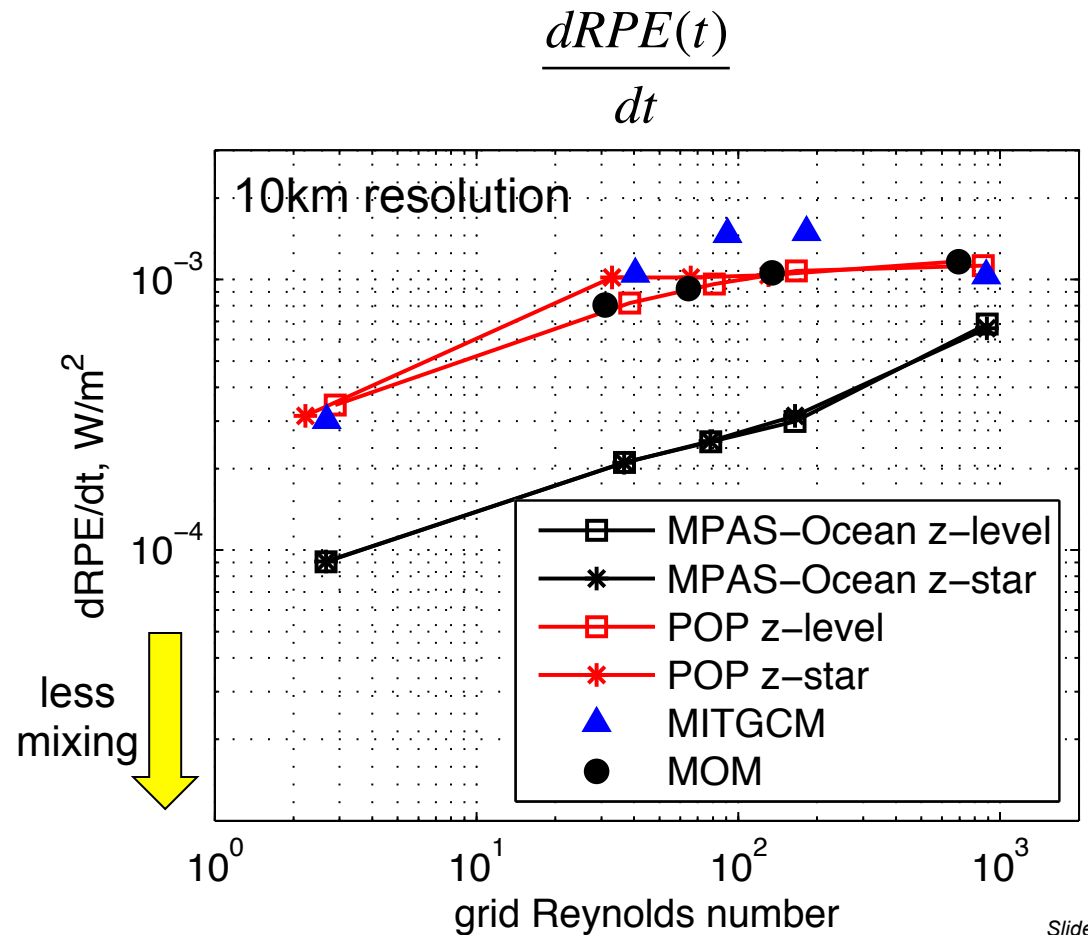 dRPE(t)
dt
10km resolution
10⁻³
10⁻⁴
dRPE/dt, W/m²
less
mixing
MPAS−Ocean z−level
MPAS−Ocean z−star
POP z−level
POP z−star
MITGCM
MOM
10⁰ 10¹ 10² 10³
grid Reynolds number
Slide